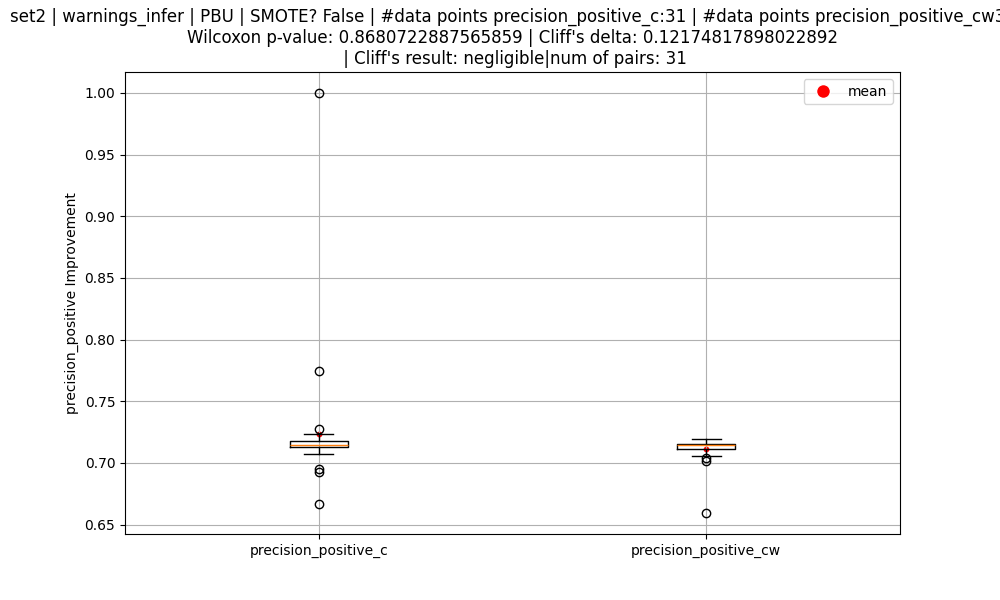 set2 | warnings_infer | PBU | SMOTE? False | #data points precision_positive_c:31 | #data points precision_positive_cw3
Wilcoxon p-value: 0.8680722887565859 | Cliff's delta: 0.12174817898022892
| Cliff's result: negligible|num of pairs: 31
mean
1.00
0.95
0.90
0.85
0.80
0.75
0.70
0.65
precision_positive Improvement
precision_positive_c
precision_positive_cw